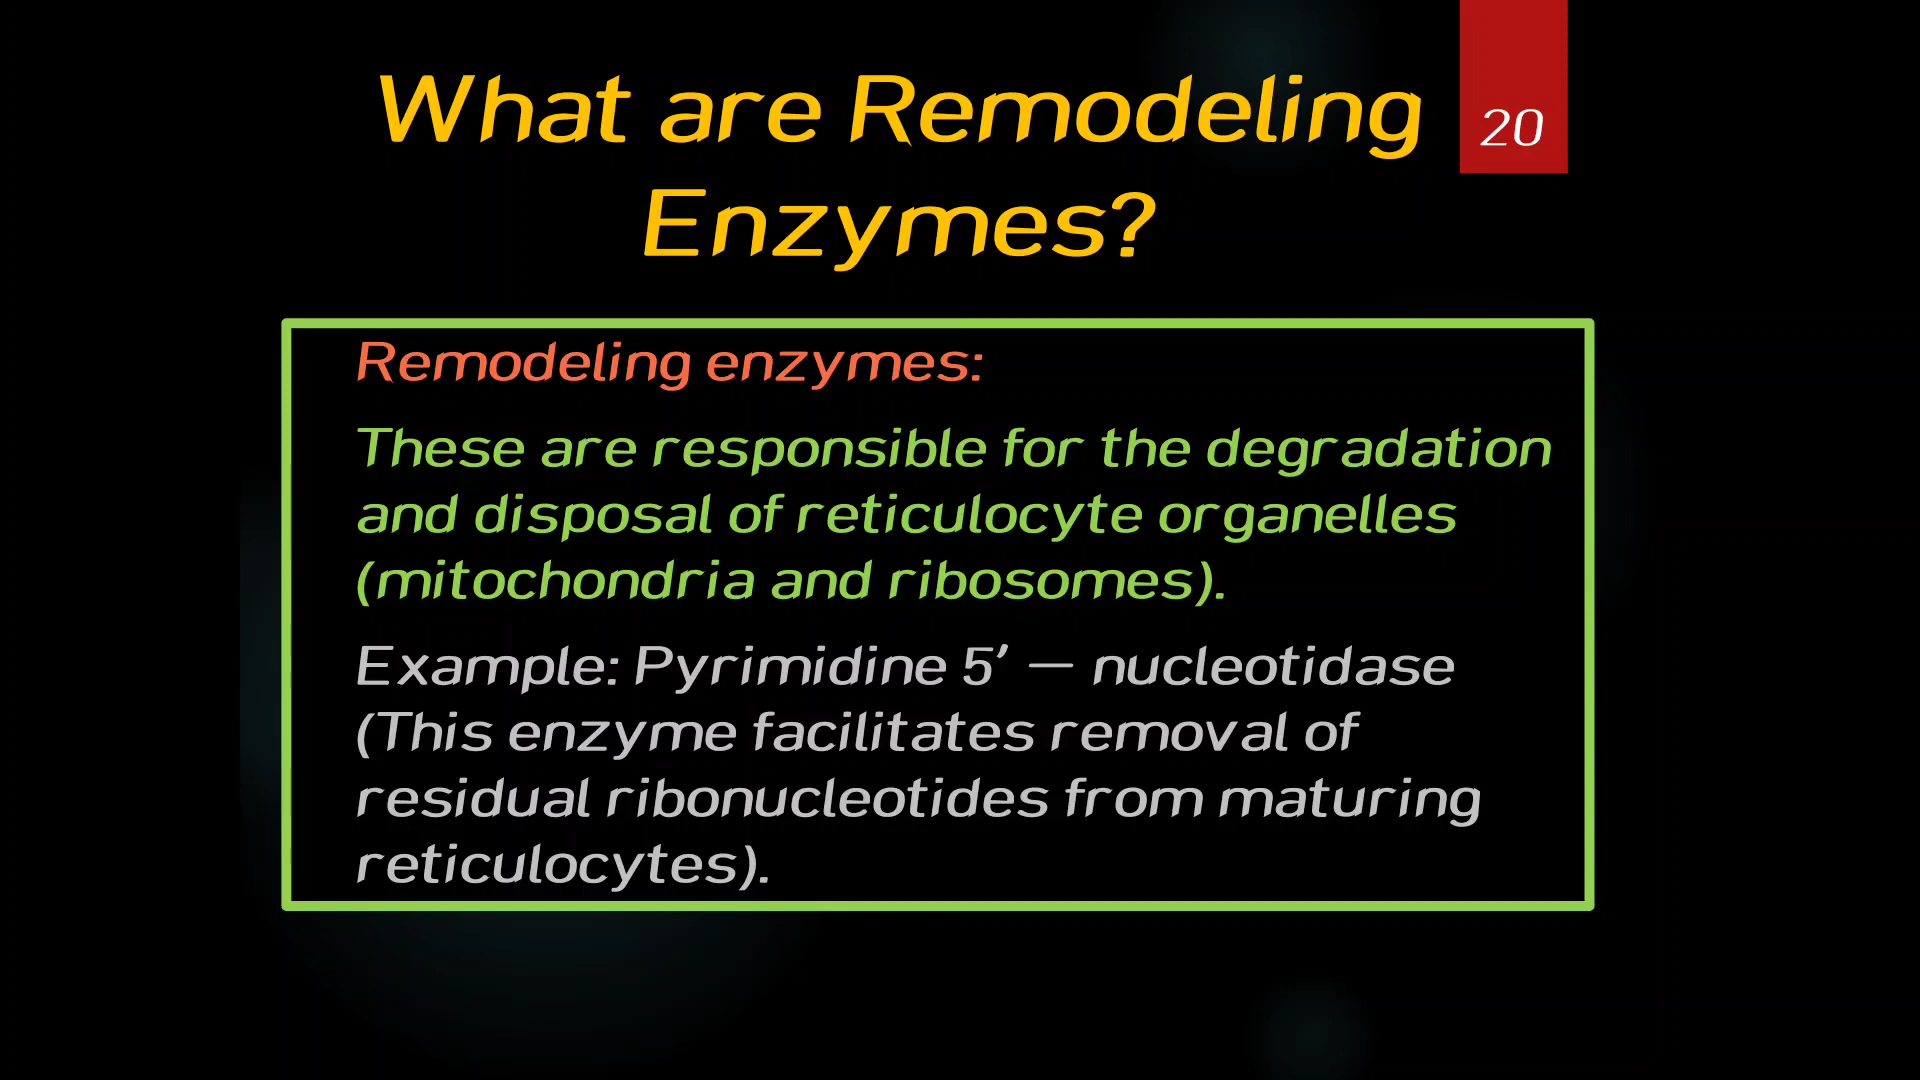 What are Remodeling
Enzymes?
20
Remodeling enzymes:
These are responsible for the degradation
and disposal of reticulocyte organelles
(mitochondria and ribosomes).
Example: Pyrimidine 5’ – nucleotidase
(This enzyme facilitates removal of
residual ribonucleotides from maturing
reticulocytes).